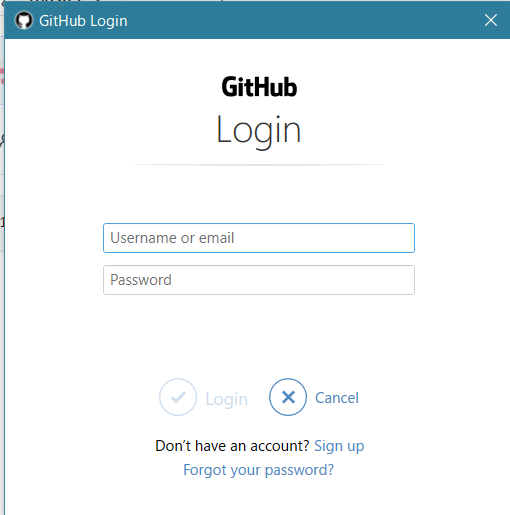 GitHub Login
GitHub
Login
Username or email
Password
Login
Cancel
Don't have an account? Sign up
Forgot your password?